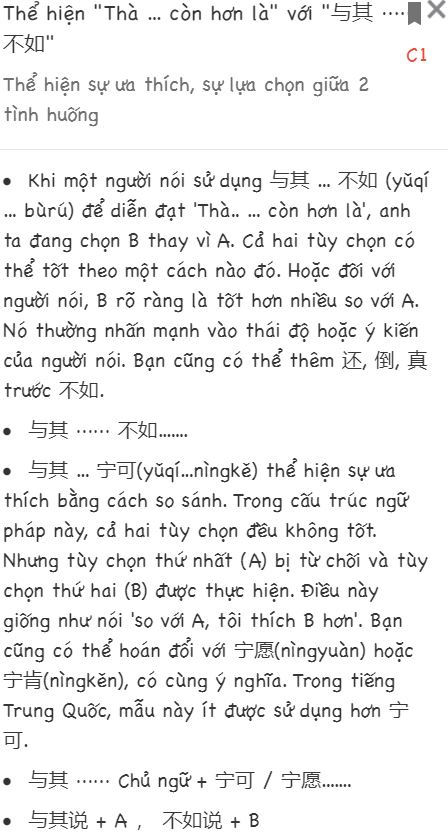 Thể hiện "Thà ... còn hơn là" với "与其 ····
不如"
C1
Thể hiện sự ưa thích, sự lựa chọn giữa 2
tình huống
• Khi một người nói sử dụng 与其 ... 不如 (yǔqí
... bùrú) để diễn đạt 'Thà.. ... còn hơn là', anh
ta đang chọn B thay vì A. Cả hai tùy chọn có
thể tốt theo một cách nào đó. Hoặc đối với
người nói, B rõ ràng là tốt hơn nhiều so với A.
Nó thường nhấn mạnh vào thái độ hoặc ý kiến
của người nói. Bạn cũng có thể thêm 还, 倒, 真
trước 不如.
• 与其 ······ 不如.......
• 与其 ... 宁可(yǔqí...nìngkě) thể hiện sự ưa
thích bằng cách so sánh. Trong cấu trúc ngữ
pháp này, cả hai tùy chọn đều không tốt.
Nhưng tùy chọn thứ nhất (A) bị từ chối và tùy
chọn thứ hai (B) được thực hiện. Điều này
giống như nói 'so với A, tôi thích B hơn'. Bạn
cũng có thể hoán đổi với 宁愿(nìngyuàn) hoặc
宁肯(nìngkěn), có cùng ý nghĩa. Trong tiếng
Trung Quốc, mẫu này ít được sử dụng hơn 宁
可.
• 与其 ······ Chủ ngữ + 宁可 / 宁愿.......
• 与其说 + A ， 不如说 + B